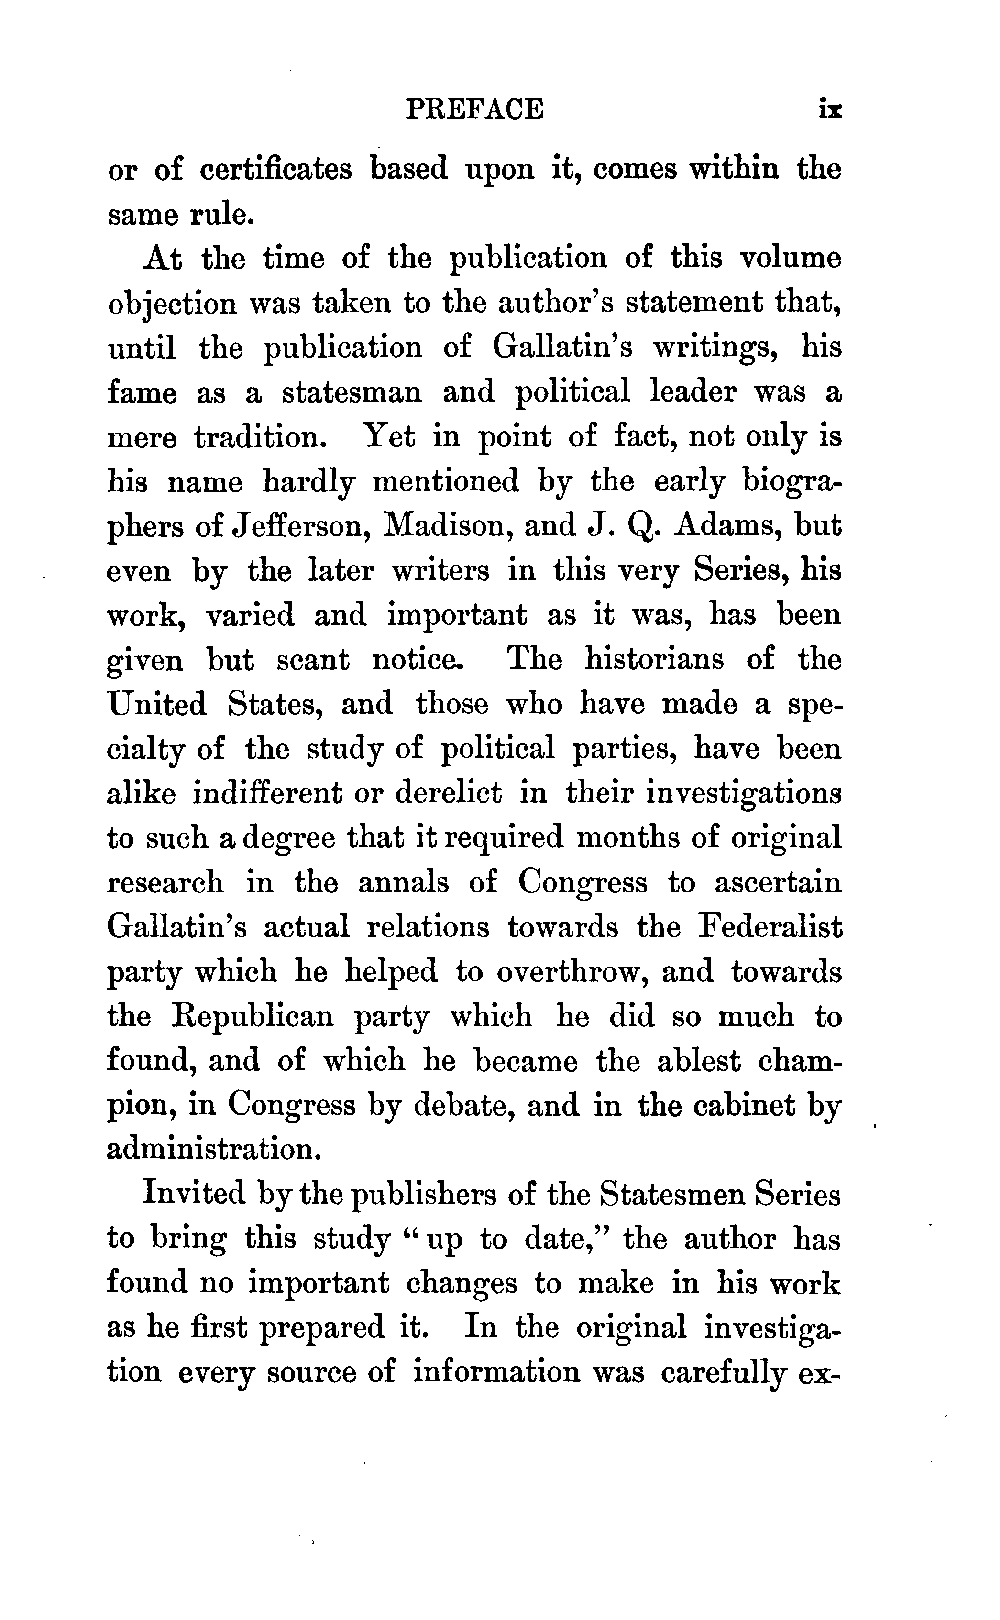 PREFACE ix
or of certificates based upon it, comes within the
same rule.
At the time of the publication of this volume
objection was taken to the author's statement that,
until the publication of Gallatin's writings, his
fame as a statesman and political leader was a
mere tradition. Yet in point of fact, not only is
his name hardly mentioned by the early biogra-
phers of Jefferson, Madison, and J. Q. Adams, but
even by the later writers in this very Series, his
work, varied and important as it was, has been
given but scant notice. The historians of the
United States, and those who have made a spe-
cialty of the study of political parties, have been
alike indifferent or derelict in their investigations
to such a degree that it required months of original
research in the annals of Congress to ascertain
Gallatin's actual relations towards the Federalist
party which he helped to overthrow, and towards
the Republican party which he did so much to
found, and of which he became the ablest cham-
pion, in Congress by debate, and in the cabinet by
administration.
Invited by the publishers of the Statesmen Series
to bring this study "up to date," the author has
found no important changes to make in his work
as he first prepared it. In the original investiga-
tion every source of information was carefully ex-